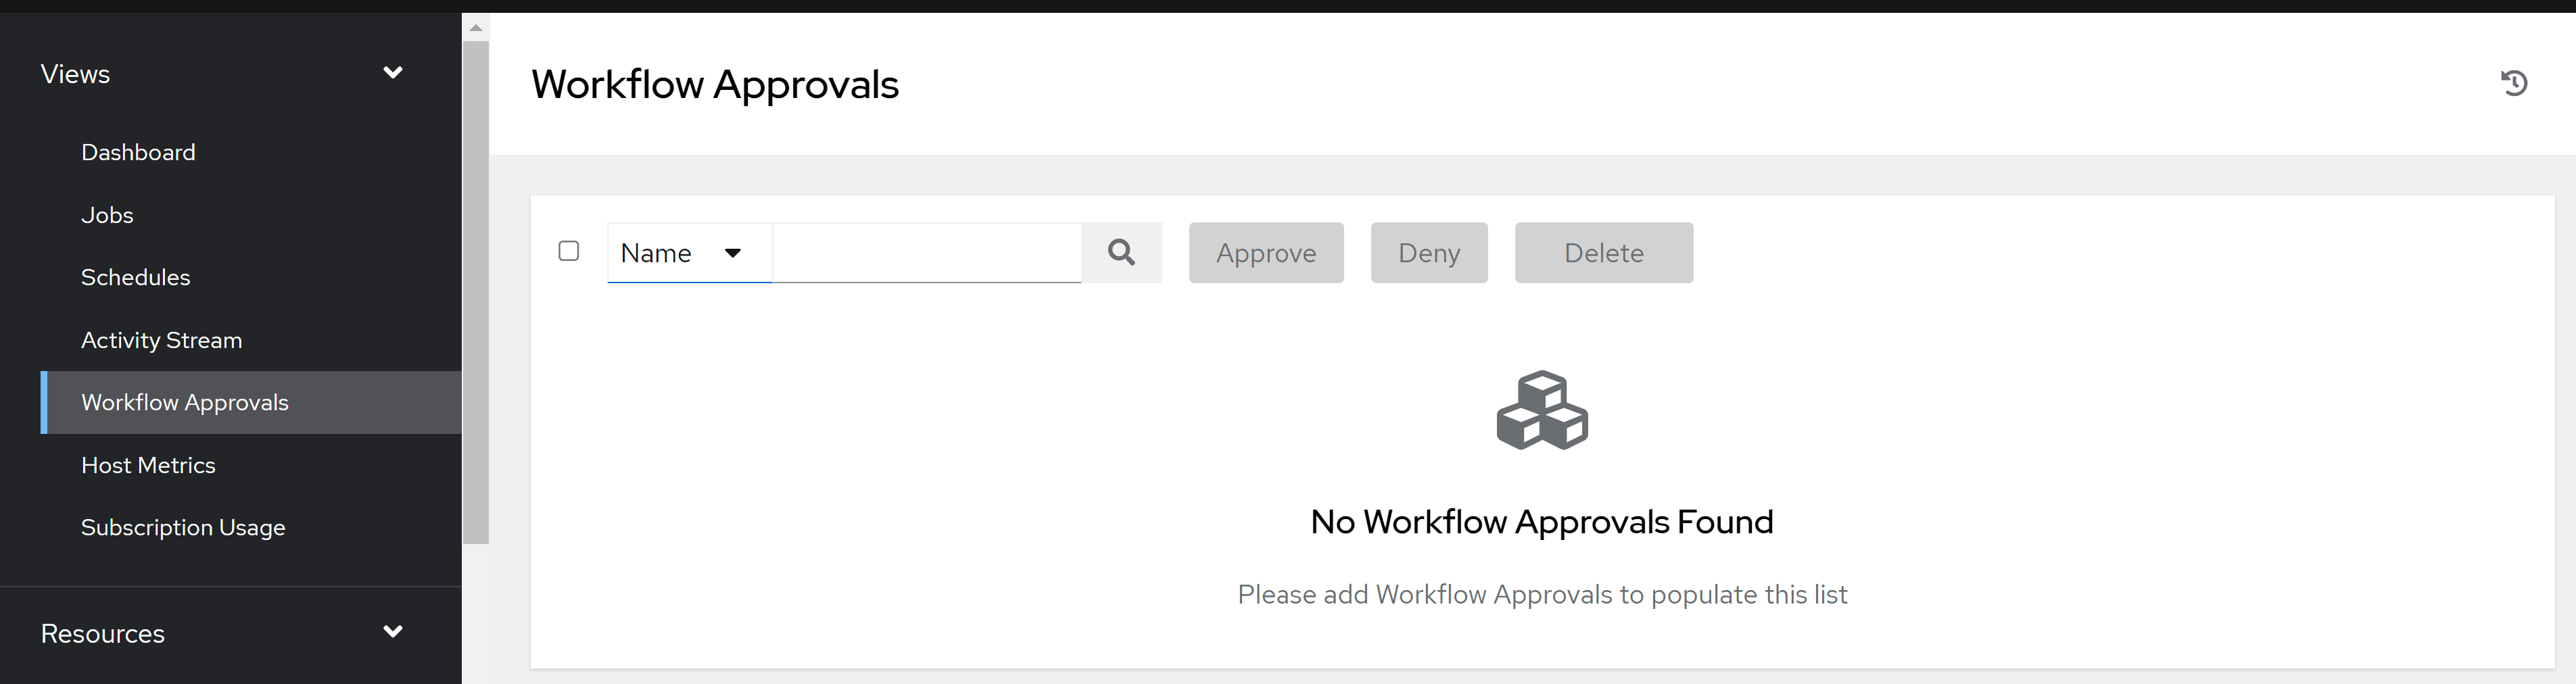 Views
Dashboard
Jobs
Schedules
Activity Stream
Workflow Approvals
Host Metrics
Subscription Usage
Resources
Workflow Approvals
Name
Approve
Deny
Delete
No Workflow Approvals Found
Please add Workflow Approvals to populate this list